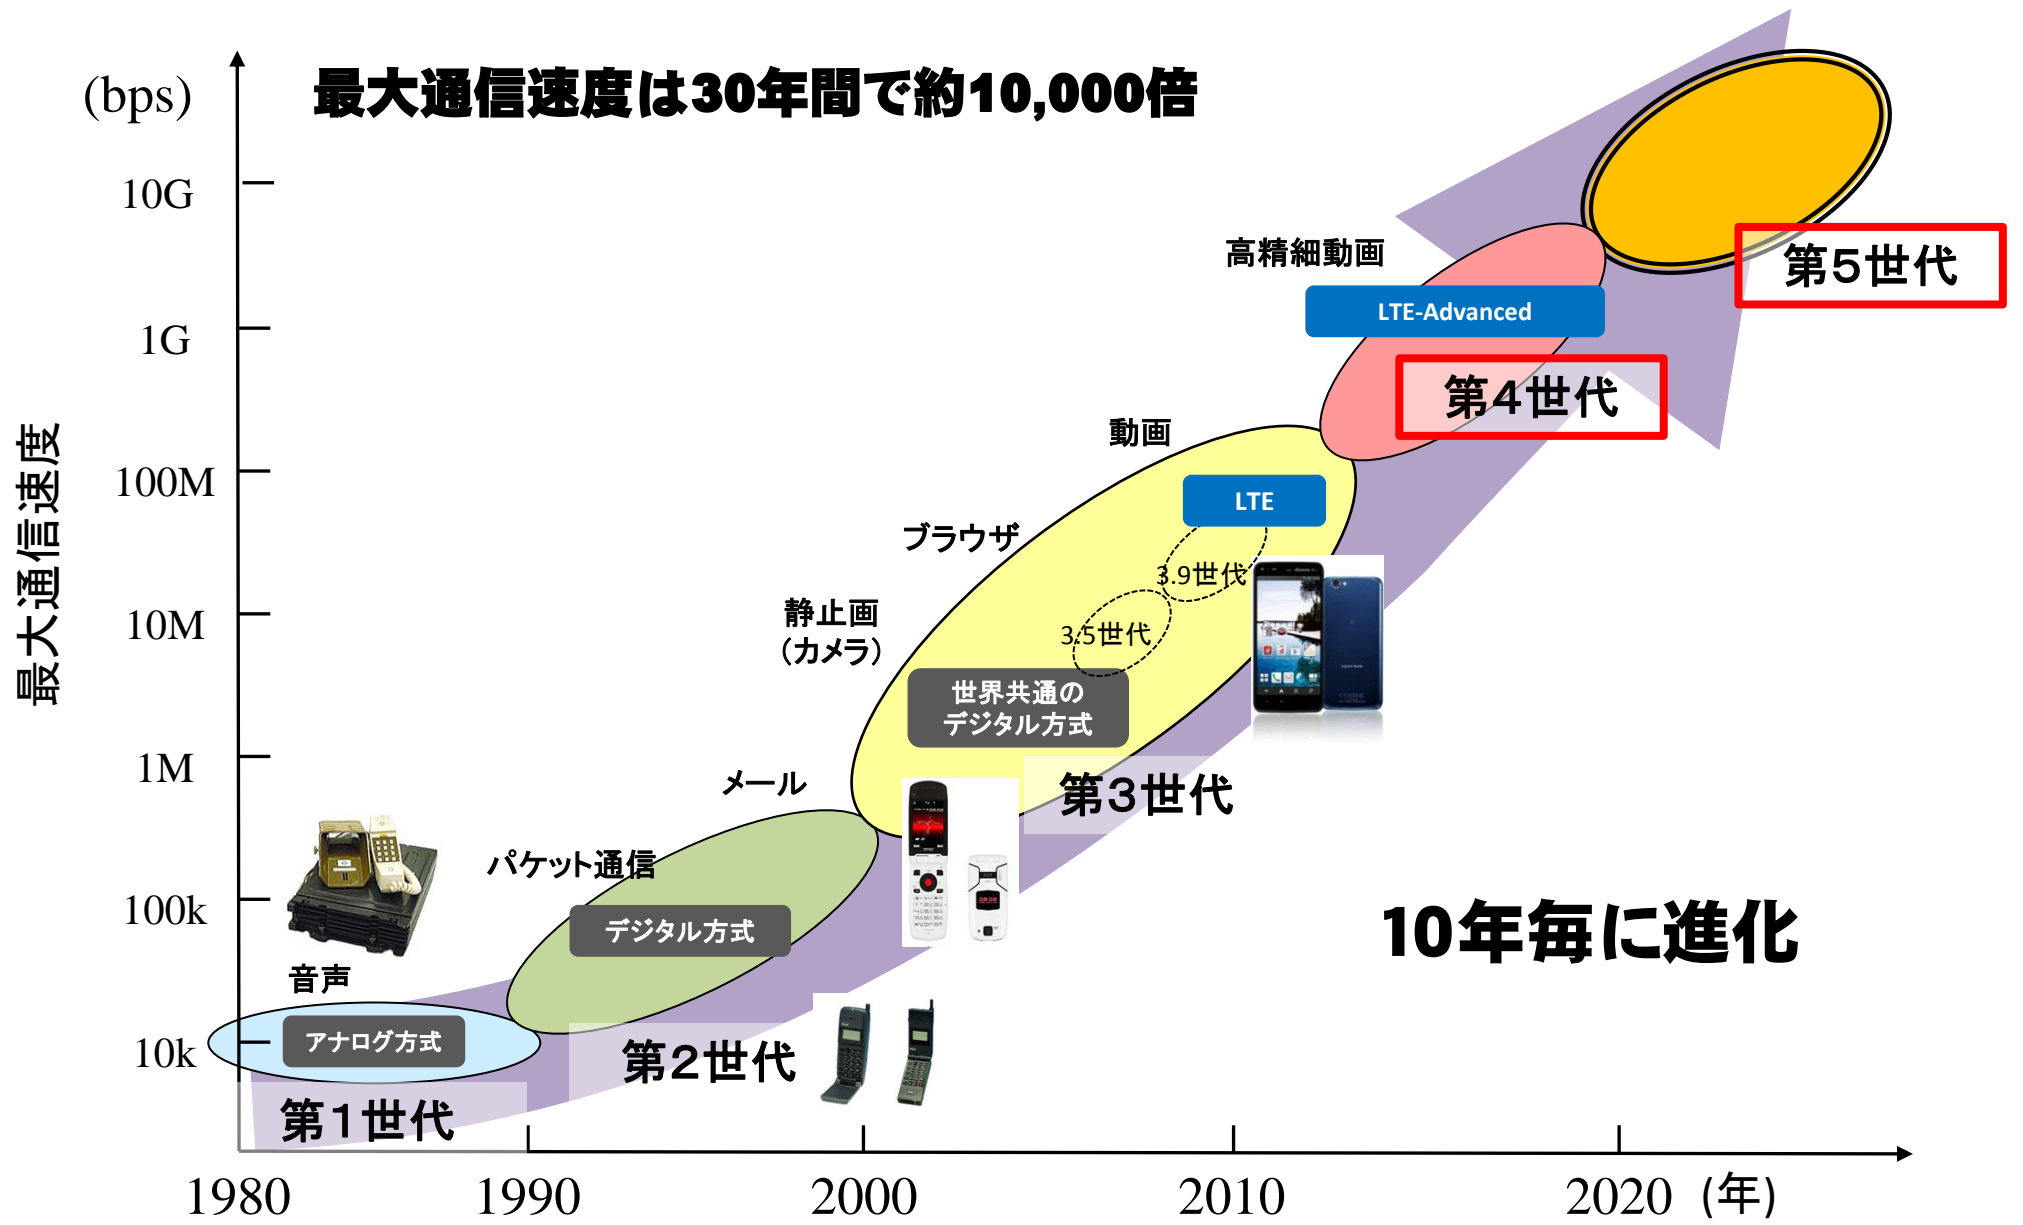 (bps)
最大通信速度は30年間で約10,000倍
10G
1G
100M
10M
1M
100k
10k
最大通信速度
高精細動画
LTE-Advanced
第5世代
第4世代
動画
LTE
ブラウザ
3.9世代
静止画
（カメラ）
3.5世代
世界共通の
デジタル方式
第3世代
メール
パケット通信
デジタル方式
10年毎に進化
音声
アナログ方式
第2世代
第1世代
1980
1990
2000
2010
2020
(年)